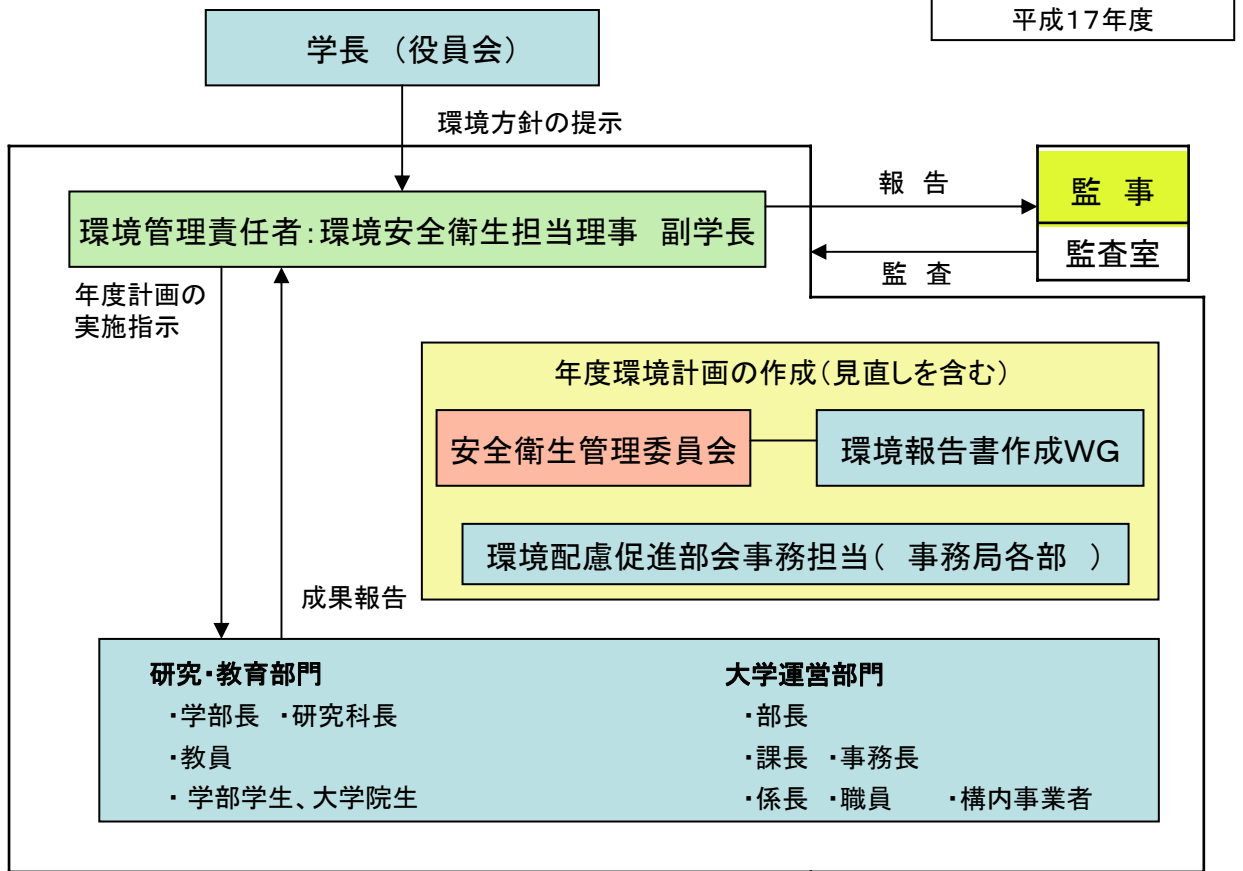 平成17年度
学長 （役員会）
環境方針の提示
環境管理責任者：環境安全衛生担当理事 副学長
報 告
監 事
監査室
監 査
年度計画の
実施指示
年度環境計画の作成（見直しを含む）
安全衛生管理委員会
環境報告書作成WG
環境配慮促進部会事務担当（ 事務局各部 ）
成果報告
研究・教育部門
・学部長 ・研究科長
・教員
・ 学部学生、大学院生
大学運営部門
・部長
・課長 ・事務長
・係長 ・職員 ・構内事業者